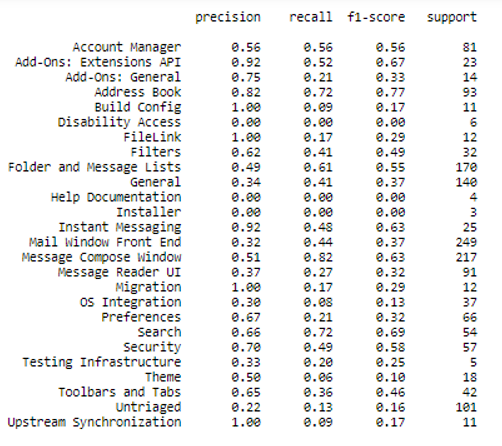 precision recall f1-score support
Account Manager 0.56 0.56 0.56 81
Add-Ons: Extensions API 0.92 0.52 0.67 23
Add-Ons: General 0.75 0.21 0.33 14
Address Book 0.82 0.72 0.77 93
Build Config 1.00 0.09 0.17 11
Disability Access 0.00 0.00 0.00 6
FileLink 1.00 0.17 0.29 12
Filters 0.62 0.41 0.49 32
Folder and Message Lists 0.49 0.61 0.55 170
General 0.34 0.41 0.37 140
Help Documentation 0.00 0.00 0.00 4
Installer 0.00 0.00 0.00 3
Instant Messaging 0.92 0.48 0.63 25
Mail Window Front End 0.32 0.44 0.37 249
Message Compose Window 0.51 0.82 0.63 217
Message Reader UI 0.37 0.27 0.32 91
Migration 1.00 0.17 0.29 12
OS Integration 0.30 0.08 0.13 37
Preferences 0.67 0.21 0.32 66
Search 0.66 0.72 0.69 54
Security 0.70 0.49 0.58 57
Testing Infrastructure 0.33 0.20 0.25 5
Theme 0.50 0.06 0.10 18
Toolbars and Tabs 0.65 0.36 0.46 42
Untriaged 0.22 0.13 0.16 101
Upstream Synchronization 1.00 0.09 0.17 11